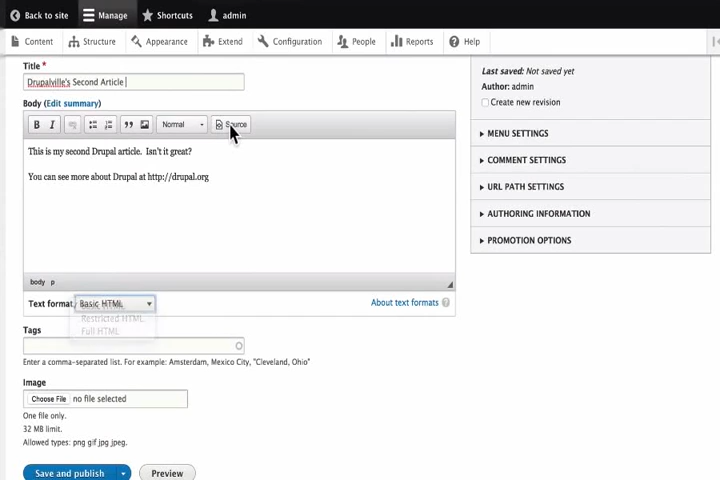 Back to site Manage Shortcuts admin
Content Structure Appearance Extend Configuration People Reports Help
Title *
Drupalville's Second Article
Body (Edit summary)
B I Normal Source
This is my second Drupal article. Isn't it great?
You can see more about Drupal at http://drupal.org
body p
Text format Basic HTML About text formats
Restricted HTML
Full HTML
Tags
Enter a comma-separated list. For example: Amsterdam, Mexico City, "Cleveland, Ohio"
Image
Choose File no file selected
One file only.
32 MB limit.
Allowed types: png gif jpg jpeg.
Save and publish Preview
Last saved: Not saved yet
Author: admin
Create new revision
MENU SETTINGS
COMMENT SETTINGS
URL PATH SETTINGS
AUTHORING INFORMATION
PROMOTION OPTIONS